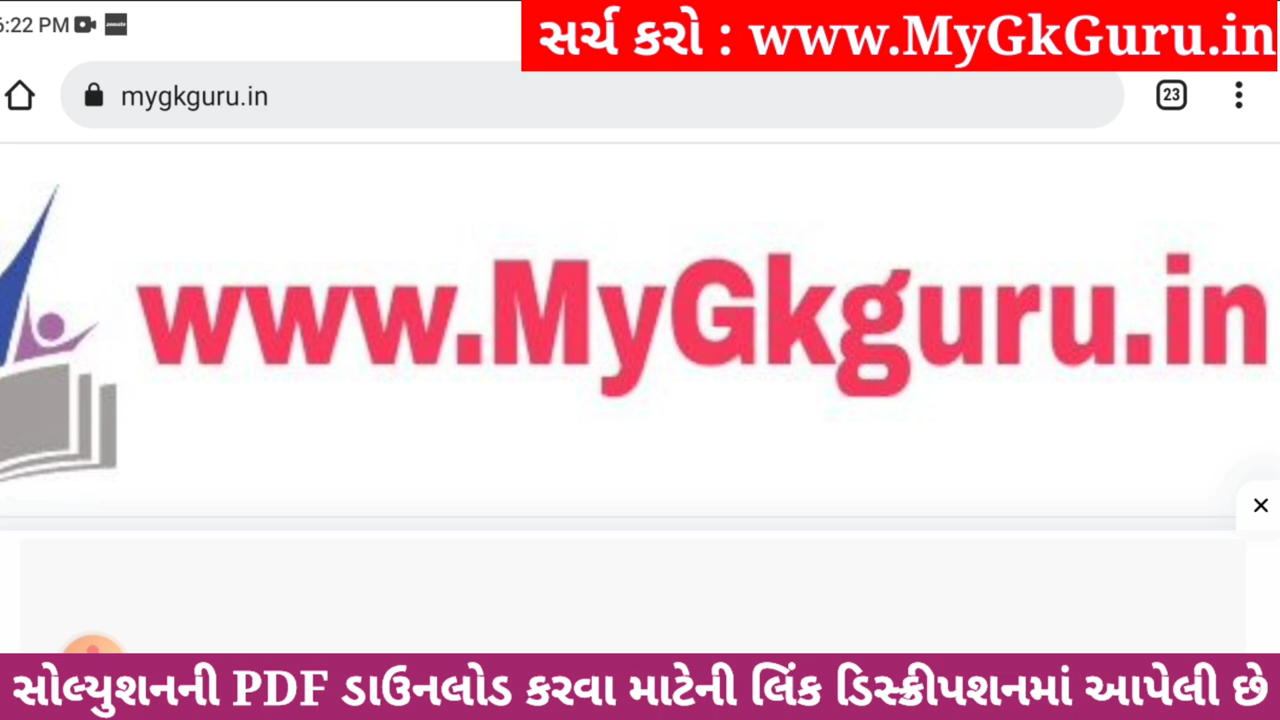 6:22 PM
સર્ચ કરો : www.MyGkGuru.in
mygkguru.in
23
www.MyGkguru.in
સોલ્યુશનની PDF ડાઉનલોડ કરવા માટેની લિંક ડિસ્ક્રીપશનમાં આપેલી છે